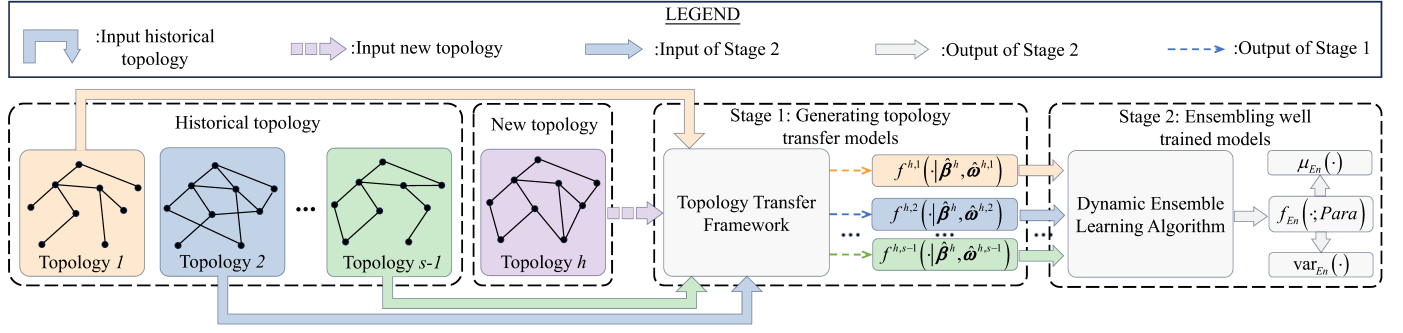 LEGEND
:Input historical
topology
:Input new topology
:Input of Stage 2
:Output of Stage 2
:Output of Stage 1
Historical topology
New topology
Stage 1: Generating topology
transfer models
Stage 2: Ensembling well
trained models
Topology 1
Topology 2
...
Topology s-1
Topology h
Topology Transfer
Framework
f^{h,1}(·|β̂^h, ω̂^{h,1})
f^{h,2}(·|β̂^h, ω̂^{h,2})
... ... ...
f^{h,s-1}(·|β̂^h, ω̂^{h,s-1})
Dynamic Ensemble
Learning Algorithm
μ_{En}(·)
f_{En}(·;Para)
var_{En}(·)